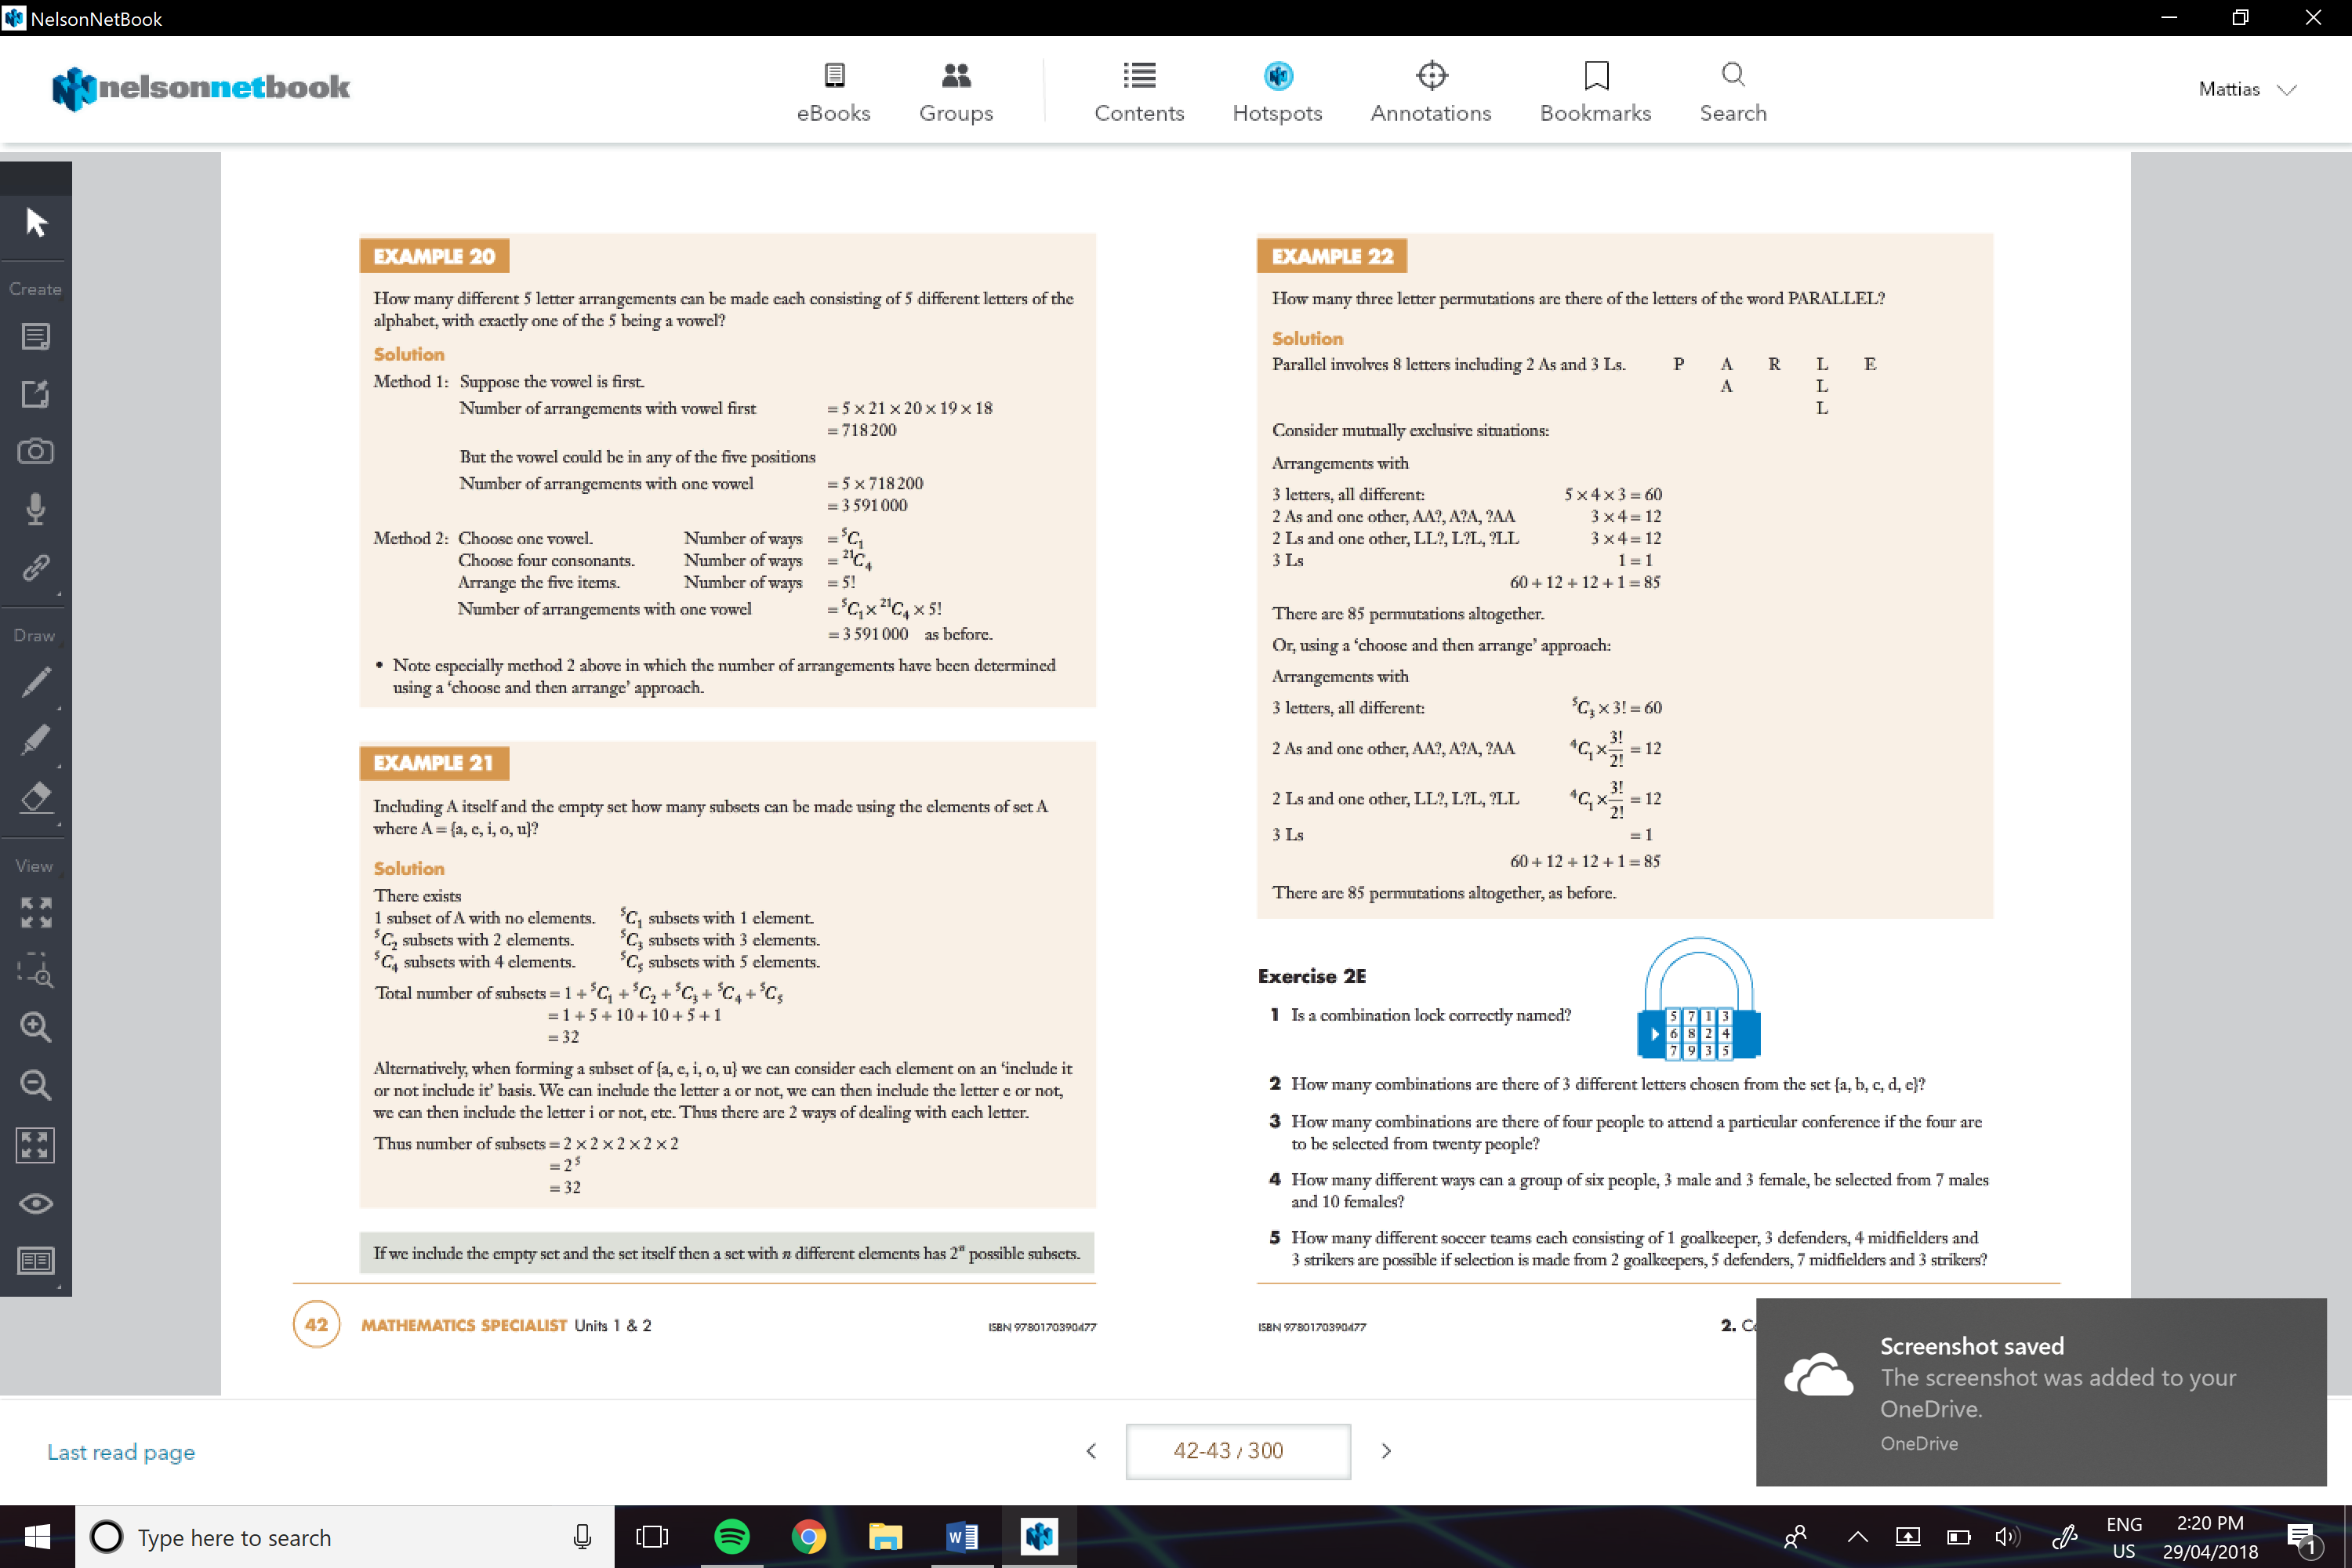 NelsonNetBook
nelsonnetbook
eBooks
Groups
Contents
Hotspots
Annotations
Bookmarks
Search
Mattias
Create
Draw
View
EXAMPLE 20
How many different 5 letter arrangements can be made each consisting of 5 different letters of the
alphabet, with exactly one of the 5 being a vowel?
Solution
Method 1: Suppose the vowel is first.
Number of arrangements with vowel first = 5 × 21 × 20 × 19 × 18
= 718 200
But the vowel could be in any of the five positions
Number of arrangements with one vowel = 5 × 718 200
= 3 591 000
Method 2: Choose one vowel. Number of ways = ⁵C₁
Choose four consonants. Number of ways = ²¹C₄
Arrange the five items. Number of ways = 5!
Number of arrangements with one vowel = ⁵C₁ × ²¹C₄ × 5!
= 3 591 000 as before.
• Note especially method 2 above in which the number of arrangements have been determined
using a ‘choose and then arrange’ approach.
EXAMPLE 21
Including A itself and the empty set how many subsets can be made using the elements of set A
where A = {a, e, i, o, u}?
Solution
There exists
1 subset of A with no elements. ⁵C₁ subsets with 1 element.
⁵C₂ subsets with 2 elements. ⁵C₃ subsets with 3 elements.
⁵C₄ subsets with 4 elements. ⁵C₅ subsets with 5 elements.
Total number of subsets = 1 + ⁵C₁ + ⁵C₂ + ⁵C₃ + ⁵C₄ + ⁵C₅
= 1 + 5 + 10 + 10 + 5 + 1
= 32
Alternatively, when forming a subset of {a, e, i, o, u} we can consider each element on an ‘include it
or not include it’ basis. We can include the letter a or not, we can then include the letter e or not,
we can then include the letter i or not, etc. Thus there are 2 ways of dealing with each letter.
Thus number of subsets = 2 × 2 × 2 × 2 × 2
= 2⁵
= 32
If we include the empty set and the set itself then a set with n different elements has 2ⁿ possible subsets.
42 MATHEMATICS SPECIALIST Units 1 & 2 ISBN 9780170390477
EXAMPLE 22
How many three letter permutations are there of the letters of the word PARALLEL?
Solution
Parallel involves 8 letters including 2 As and 3 Ls. P A R L E
A L
L
Consider mutually exclusive situations:
Arrangements with
3 letters, all different: 5 × 4 × 3 = 60
2 As and one other, AA?, A?A, ?AA 3 × 4 = 12
2 Ls and one other, LL?, L?L, ?LL 3 × 4 = 12
3 Ls 1 = 1
60 + 12 + 12 + 1 = 85
There are 85 permutations altogether.
Or, using a ‘choose and then arrange’ approach:
Arrangements with
3 letters, all different: ⁵C₃ × 3! = 60
2 As and one other, AA?, A?A, ?AA ⁴C₁ × 3!/2! = 12
2 Ls and one other, LL?, L?L, ?LL ⁴C₁ × 3!/2! = 12
3 Ls = 1
60 + 12 + 12 + 1 = 85
There are 85 permutations altogether, as before.
Exercise 2E
1 Is a combination lock correctly named?
5 7 1 3
6 8 2 4
7 9 3 5
2 How many combinations are there of 3 different letters chosen from the set {a, b, c, d, e}?
3 How many combinations are there of four people to attend a particular conference if the four are
to be selected from twenty people?
4 How many different ways can a group of six people, 3 male and 3 female, be selected from 7 males
and 10 females?
5 How many different soccer teams each consisting of 1 goalkeeper, 3 defenders, 4 midfielders and
3 strikers are possible if selection is made from 2 goalkeepers, 5 defenders, 7 midfielders and 3 strikers?
ISBN 9780170390477 2.
Screenshot saved
The screenshot was added to your
OneDrive.
OneDrive
Last read page
42-43 / 300
Type here to search
ENG
US
2:20 PM
29/04/2018
1